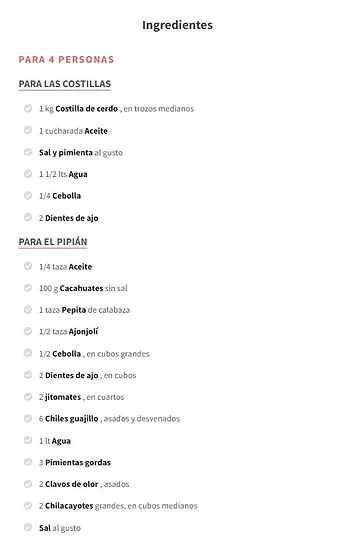 Ingredientes
PARA 4 PERSONAS
PARA LAS COSTILLAS
1 kg Costilla de cerdo , en trozos medianos
1 cucharada Aceite
Sal y pimienta al gusto
1 1/2 lts Agua
1/4 Cebolla
2 Dientes de ajo
PARA EL PIPIÁN
1/4 taza Aceite
100 g Cacahuates sin sal
1 taza Pepita de calabaza
1/2 taza Ajonjolí
1/2 Cebolla , en cubos grandes
2 Dientes de ajo , en cubos
2 jitomates , en cuartos
6 Chiles guajillo , asados y desvenados
1 lt Agua
3 Pimientas gordas
2 Clavos de olor , asados
2 Chilacayotes grandes, en cubos medianos
Sal al gusto